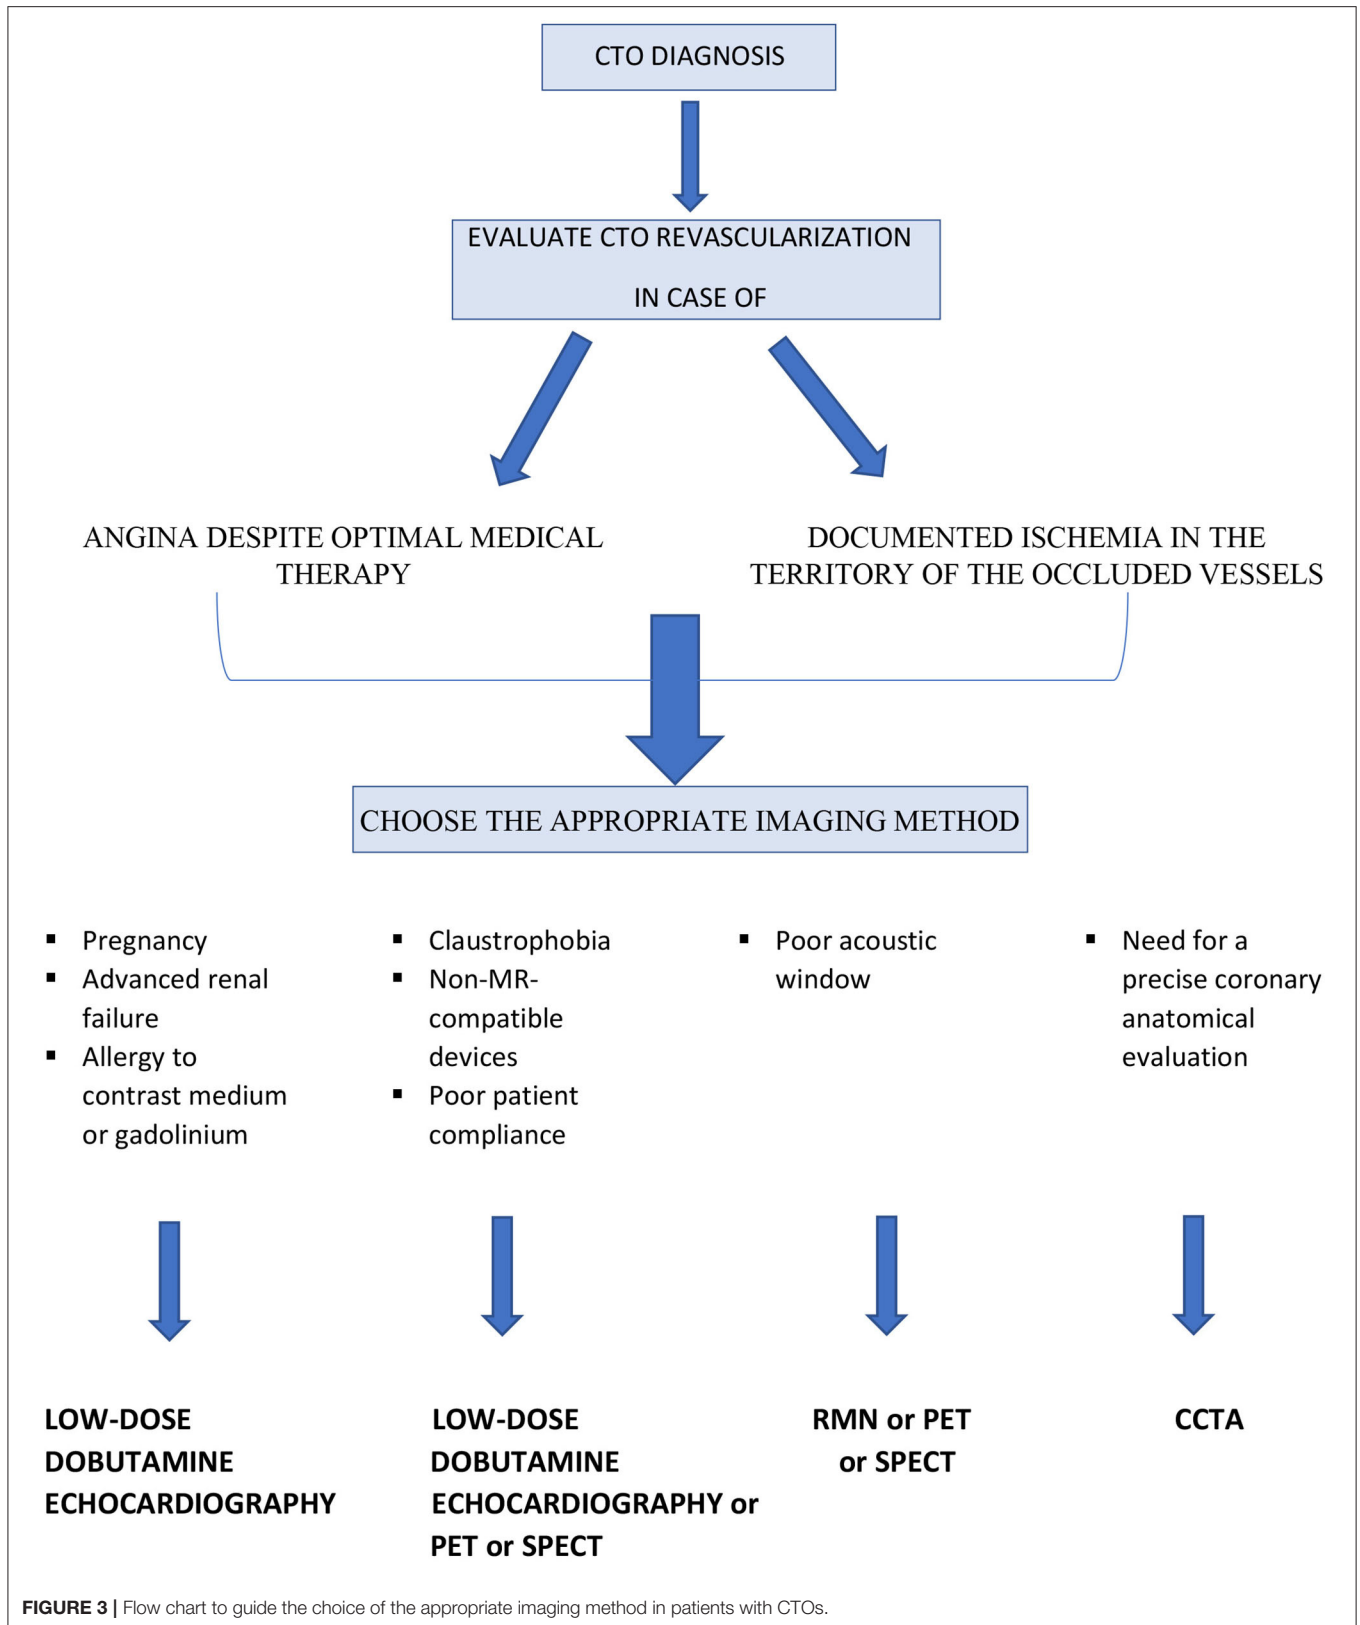 CTO DIAGNOSIS
EVALUATE CTO REVASCULARIZATION
IN CASE OF
ANGINA DESPITE OPTIMAL MEDICAL
THERAPY
DOCUMENTED ISCHEMIA IN THE
TERRITORY OF THE OCCLUDED VESSELS
CHOOSE THE APPROPRIATE IMAGING METHOD
▪ Pregnancy
▪ Advanced renal
failure
▪ Allergy to
contrast medium
or gadolinium
▪ Claustrophobia
▪ Non-MR-
compatible
devices
▪ Poor patient
compliance
▪ Poor acoustic
window
▪ Need for a
precise coronary
anatomical
evaluation
LOW-DOSE
DOBUTAMINE
ECHOCARDIOGRAPHY
LOW-DOSE
DOBUTAMINE
ECHOCARDIOGRAPHY or
PET or SPECT
RMN or PET
or SPECT
CCTA
FIGURE 3 | Flow chart to guide the choice of the appropriate imaging method in patients with CTOs.